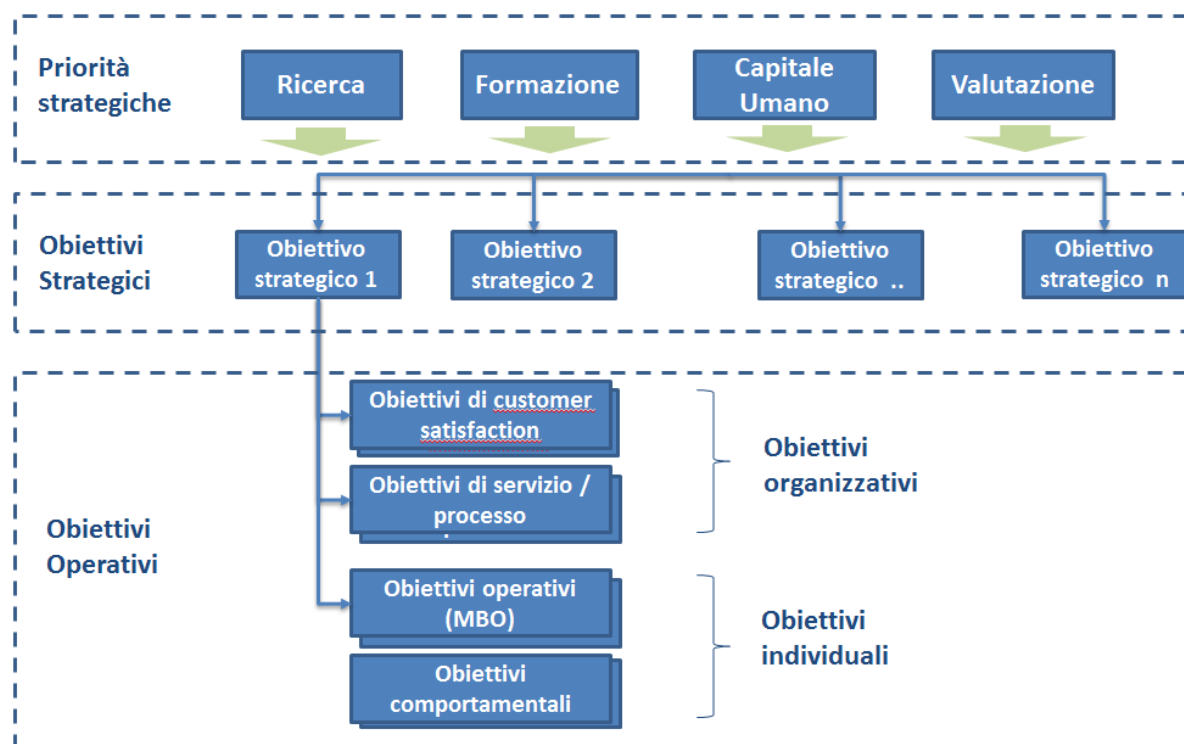 Priorità
strategiche
Ricerca
Formazione
Capitale
Umano
Valutazione
Obiettivi
Strategici
Obiettivo
strategico 1
Obiettivo
strategico 2
Obiettivo
strategico ..
Obiettivo
strategico n
Obiettivi
Operativi
Obiettivi di customer
satisfaction
Obiettivi di servizio /
processo
Obiettivi
organizzativi
Obiettivi operativi
(MBO)
Obiettivi
comportamentali
Obiettivi
individuali